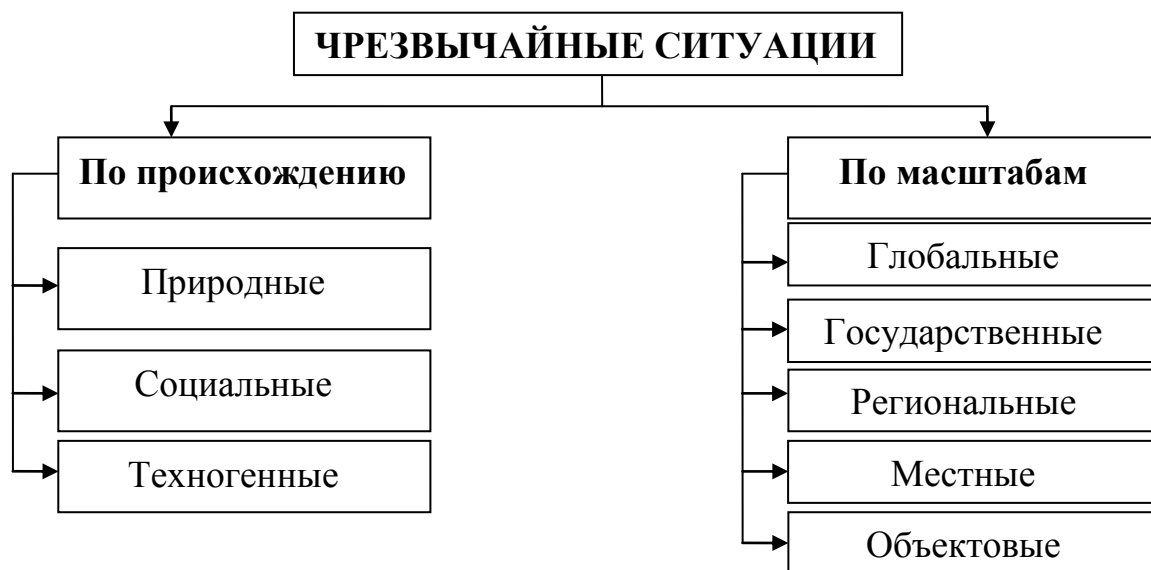 ЧРЕЗВЫЧАЙНЫЕ СИТУАЦИИ
По происхождению
Природные
Социальные
Техногенные
По масштабам
Глобальные
Государственные
Региональные
Местные
Объектовые